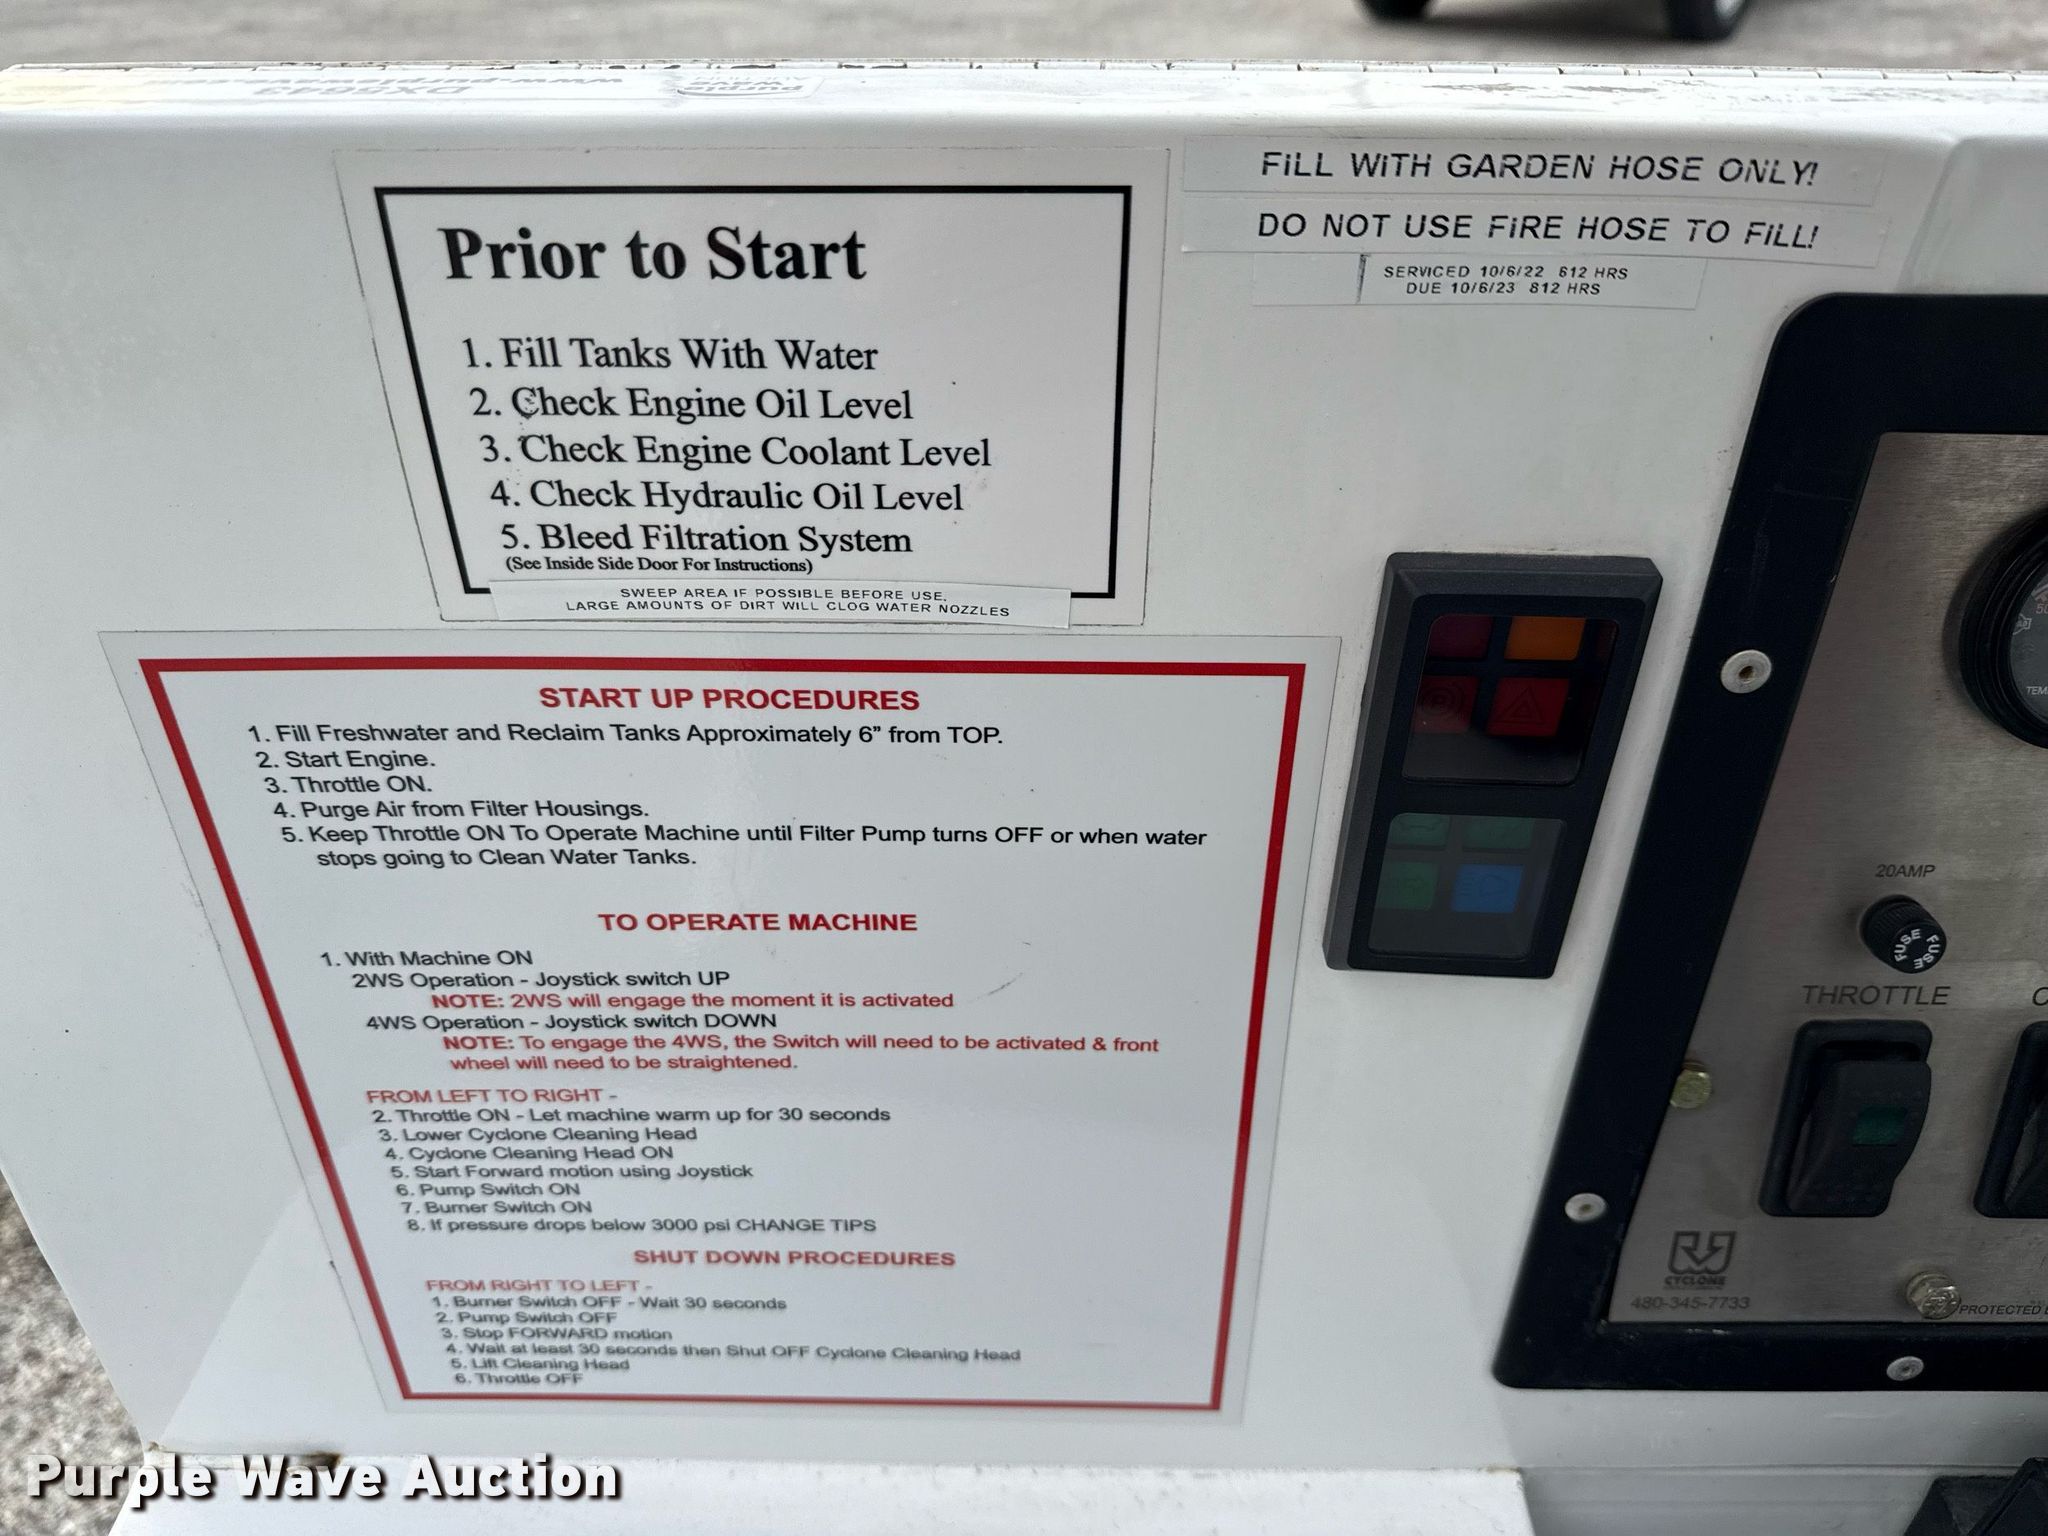 DX5643
Prior to Start
1. Fill Tanks With Water
2. Check Engine Oil Level
3. Check Engine Coolant Level
4. Check Hydraulic Oil Level
5. Bleed Filtration System
(See Inside Side Door For Instructions)
SWEEP AREA IF POSSIBLE BEFORE USE.
LARGE AMOUNTS OF DIRT WILL CLOG WATER NOZZLES
FiLL WiTH GARDEN HOSE ONLY!
DO NOT USE FiRE HOSE TO FiLL!
SERVICED 10/6/22 612 HRS
DUE 10/6/23 812 HRS
START UP PROCEDURES
1. Fill Freshwater and Reclaim Tanks Approximately 6” from TOP.
2. Start Engine.
3. Throttle ON.
4. Purge Air from Filter Housings.
5. Keep Throttle ON To Operate Machine until Filter Pump turns OFF or when water
stops going to Clean Water Tanks.
TO OPERATE MACHINE
1. With Machine ON
2WS Operation - Joystick switch UP
NOTE: 2WS will engage the moment it is activated
4WS Operation - Joystick switch DOWN
NOTE: To engage the 4WS, the Switch will need to be activated & front
wheel will need to be straightened.
FROM LEFT TO RIGHT -
2. Throttle ON - Let machine warm up for 30 seconds
3. Lower Cyclone Cleaning Head
4. Cyclone Cleaning Head ON
5. Start Forward motion using Joystick
6. Pump Switch ON
7. Burner Switch ON
8. If pressure drops below 3000 psi CHANGE TIPS
SHUT DOWN PROCEDURES
FROM RIGHT TO LEFT -
1. Burner Switch OFF - Wait 30 seconds
2. Pump Switch OFF
3. Stop FORWARD motion
4. Wait at least 30 seconds then Shut OFF Cyclone Cleaning Head
5. Lift Cleaning Head
6. Throttle OFF
20AMP
FUSE FUSE
THROTTLE
CYCLONE
480-345-7733
PROTECTED
Purple Wave Auction